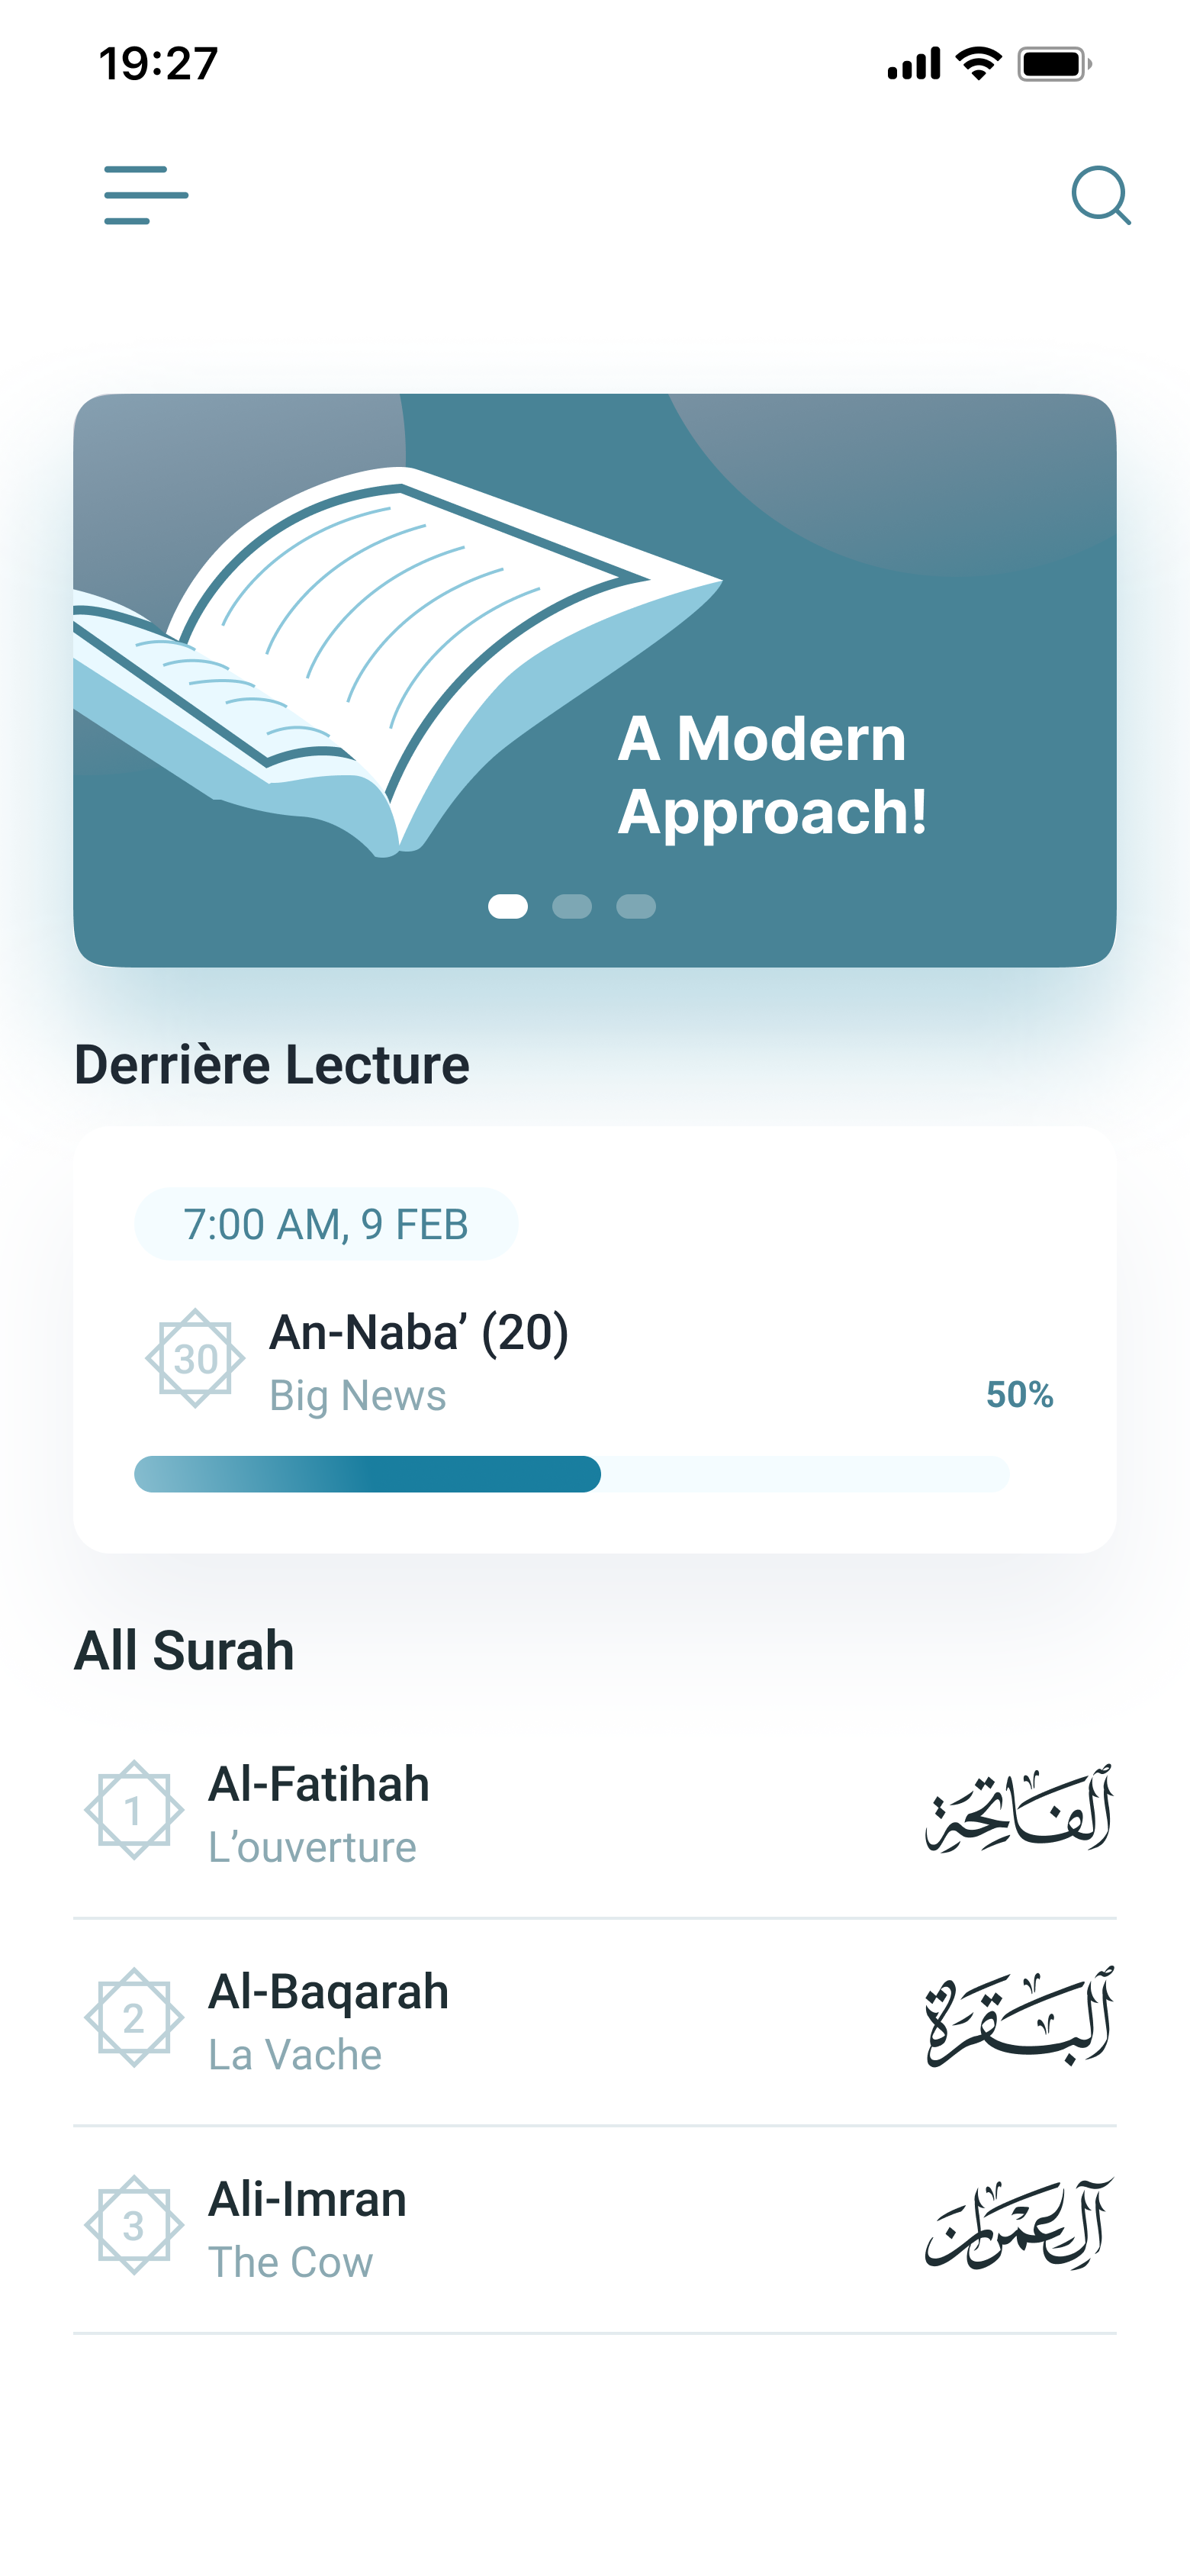 19:27
A Modern
Approach!
Derrière Lecture
7:00 AM, 9 FEB
30
An-Naba’ (20)
Big News
50%
All Surah
1
Al-Fatihah
L’ouverture
ٱلْفَاتِحَة
2
Al-Baqarah
La Vache
ٱلْبَقَرَة
3
Ali-Imran
The Cow
آلِ عِمْرَان